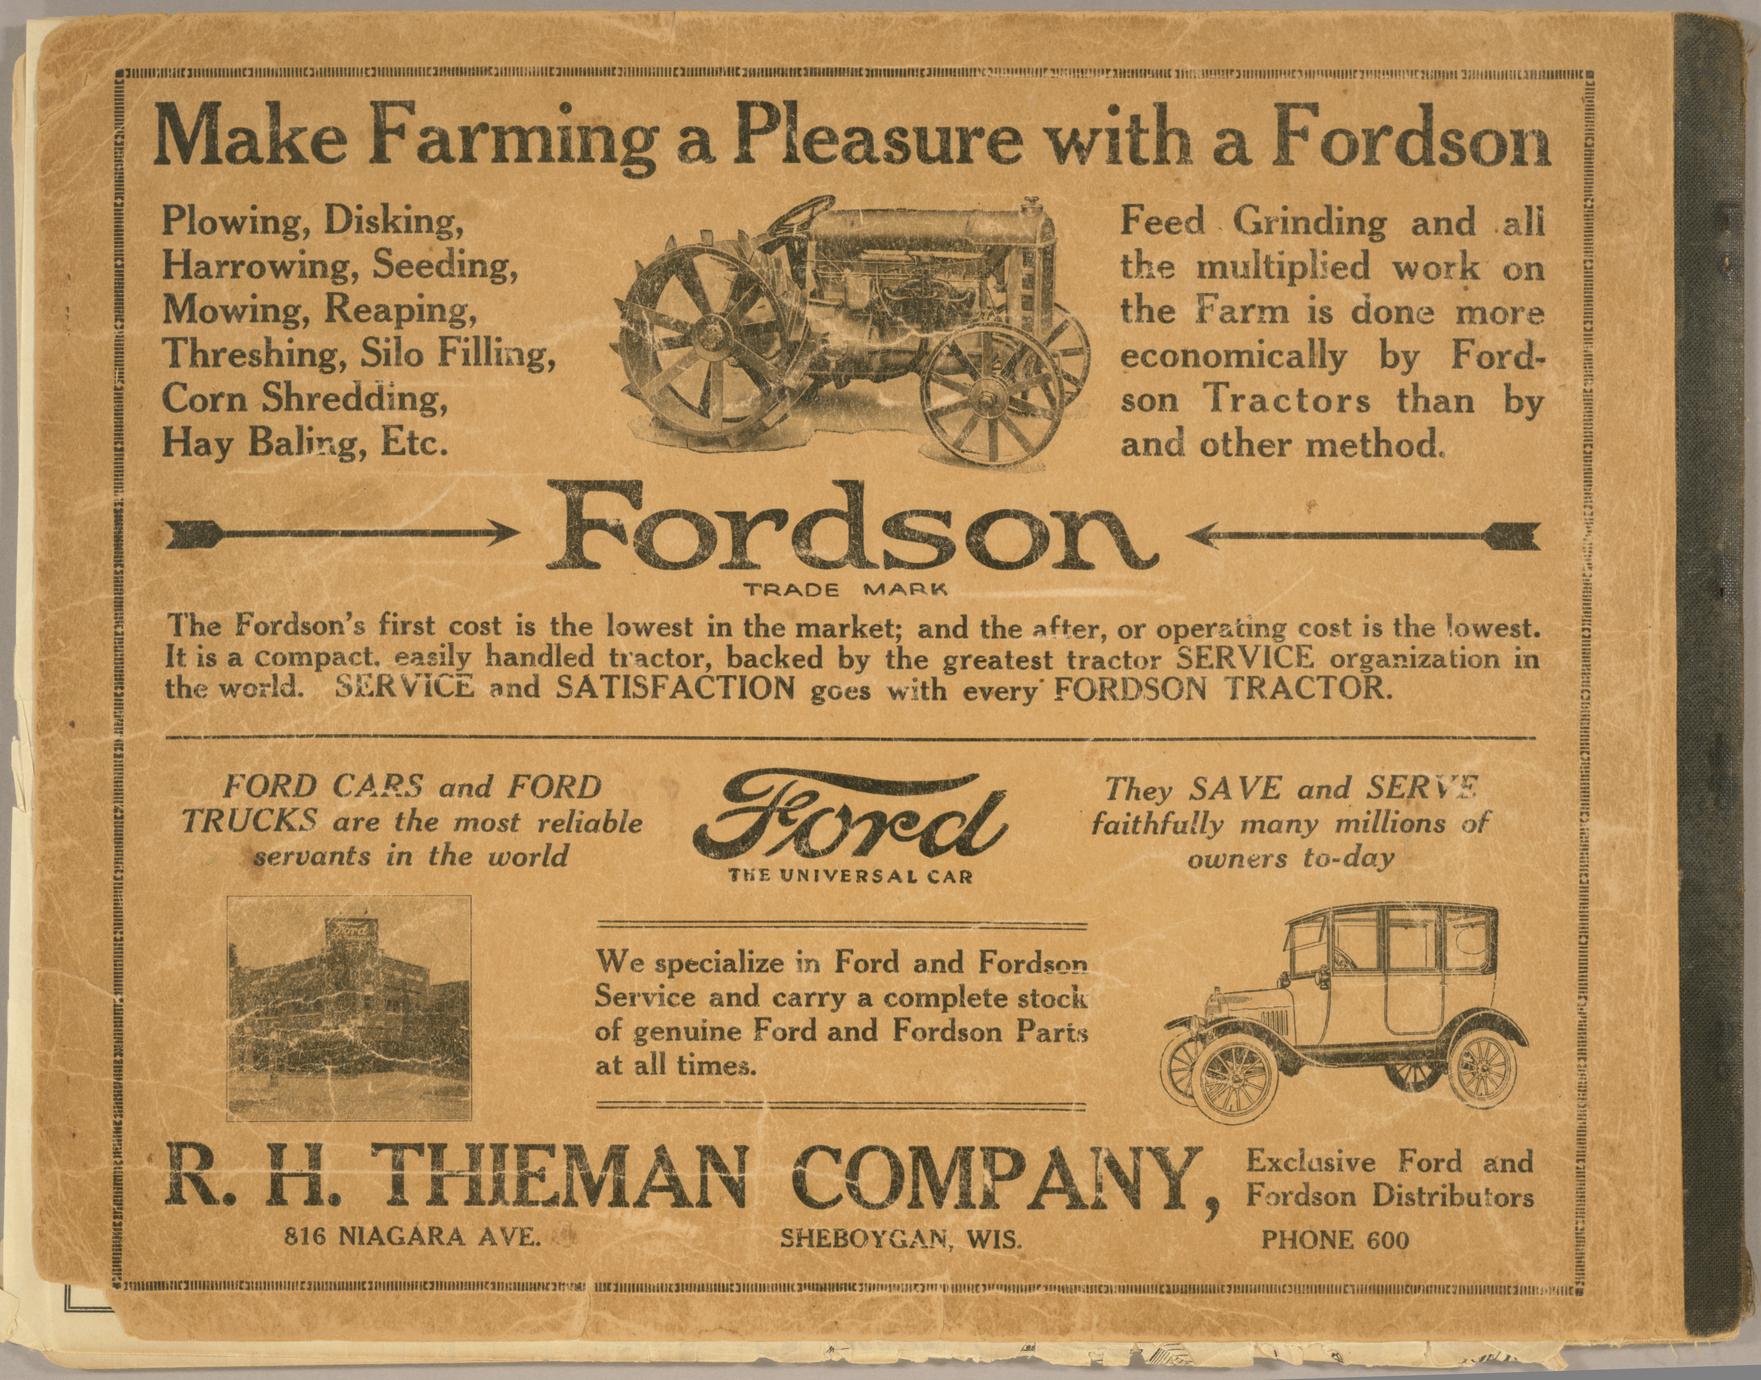 Make Farming a Pleasure with a Fordson
Plowing, Disking,
Harrowing, Seeding,
Mowing, Reaping,
Threshing, Silo Filling,
Corn Shredding,
Hay Baling, Etc.
Feed Grinding and all
the multiplied work on
the Farm is done more
economically by Ford-
son Tractors than by
and other method.
Fordson
TRADE MARK
The Fordson's first cost is the lowest in the market; and the after, or operating cost is the lowest.
It is a compact, easily handled tractor, backed by the greatest tractor SERVICE organization in
the world. SERVICE and SATISFACTION goes with every FORDSON TRACTOR.
FORD CARS and FORD
TRUCKS are the most reliable
servants in the world
Ford
THE UNIVERSAL CAR
They SAVE and SERVE
faithfully many millions of
owners to-day
Ford
We specialize in Ford and Fordson
Service and carry a complete stock
of genuine Ford and Fordson Parts
at all times.
R. H. THIEMAN COMPANY,
Exclusive Ford and
Fordson Distributors
816 NIAGARA AVE.
SHEBOYGAN, WIS.
PHONE 600